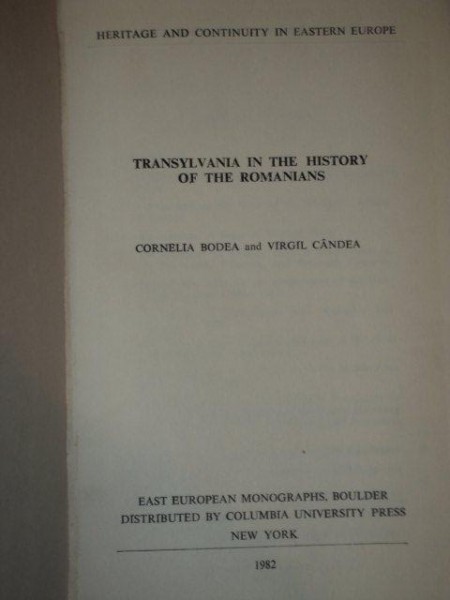 HERITAGE AND CONTINUITY IN EASTERN EUROPE
TRANSYLVANIA IN THE HISTORY
OF THE ROMANIANS
CORNELIA BODEA and VIRGIL CÂNDEA
EAST EUROPEAN MONOGRAPHS, BOULDER
DISTRIBUTED BY COLUMBIA UNIVERSITY PRESS
NEW YORK
1982